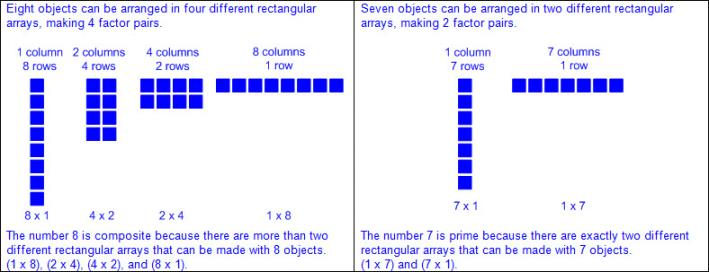 Eight objects can be arranged in four different rectangular
arrays, making 4 factor pairs.
1 column 2 columns 4 columns 8 columns
8 rows 4 rows 2 rows 1 row
8 x 1 4 x 2 2 x 4 1 x 8
The number 8 is composite because there are more than two
different rectangular arrays that can be made with 8 objects.
(1 x 8), (2 x 4), (4 x 2), and (8 x 1).
Seven objects can be arranged in two different rectangular
arrays, making 2 factor pairs.
1 column 7 columns
7 rows 1 row
7 x 1 1 x 7
The number 7 is prime because there are exactly two different
rectangular arrays that can be made with 7 objects.
(1 x 7) and (7 x 1).